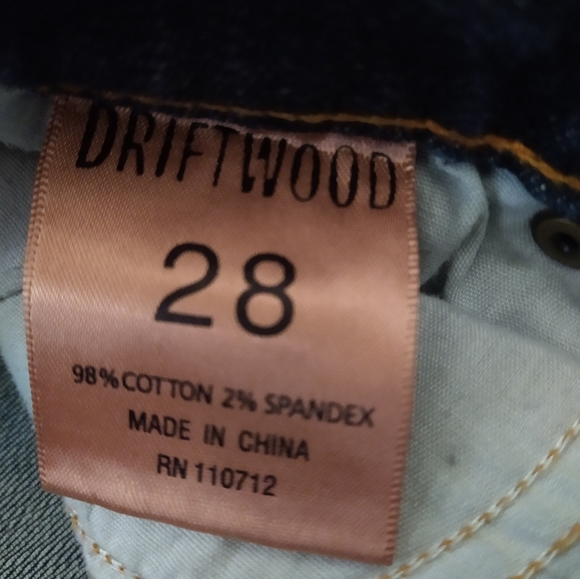 DRIFTWOOD
28
98% COTTON 2% SPANDEX
MADE IN CHINA
RN 110712